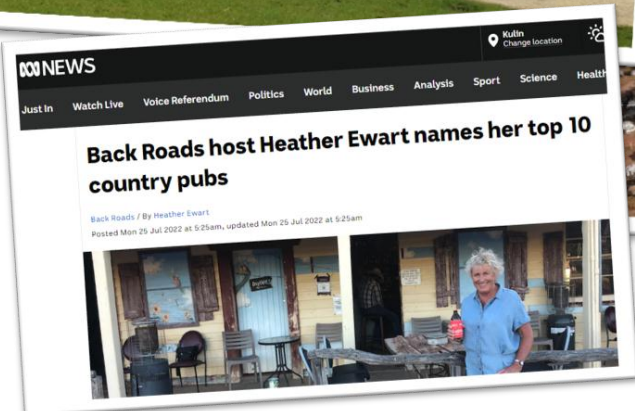 NEWS
Kulin
Change location
Just In Watch Live Voice Referendum Politics World Business Analysis Sport Science Health
Back Roads host Heather Ewart names her top 10
country pubs
Back Roads / By Heather Ewart
Posted Mon 25 Jul 2022 at 5:25am, updated Mon 25 Jul 2022 at 5:25am